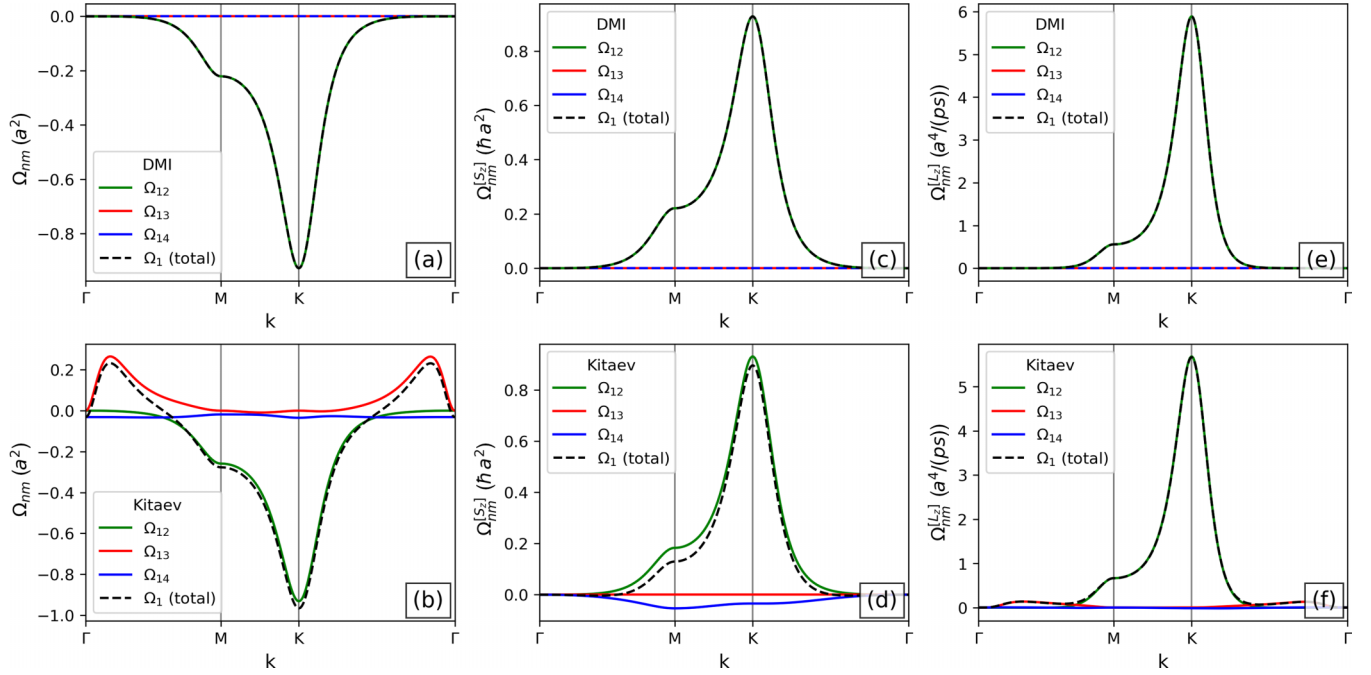 Ωₙₘ (a²)
0.0
−0.2
−0.4
−0.6
−0.8
DMI
Ω₁₂
Ω₁₃
Ω₁₄
Ω₁ (total)
(a)
Γ M K Γ
k
Ωₙₘ^[S_z] (ħ a²)
0.8
0.6
0.4
0.2
0.0
DMI
Ω₁₂
Ω₁₃
Ω₁₄
Ω₁ (total)
(c)
Γ M K Γ
k
Ωₙₘ^[L_z] (a⁴/(ps))
6
5
4
3
2
1
0
DMI
Ω₁₂
Ω₁₃
Ω₁₄
Ω₁ (total)
(e)
Γ M K Γ
k
Ωₙₘ (a²)
0.2
0.0
−0.2
−0.4
−0.6
−0.8
−1.0
Kitaev
Ω₁₂
Ω₁₃
Ω₁₄
Ω₁ (total)
(b)
Γ M K Γ
k
Ωₙₘ^[S_z] (ħ a²)
0.8
0.6
0.4
0.2
0.0
Kitaev
Ω₁₂
Ω₁₃
Ω₁₄
Ω₁ (total)
(d)
Γ M K Γ
k
Ωₙₘ^[L_z] (a⁴/(ps))
5
4
3
2
1
0
Kitaev
Ω₁₂
Ω₁₃
Ω₁₄
Ω₁ (total)
(f)
Γ M K Γ
k